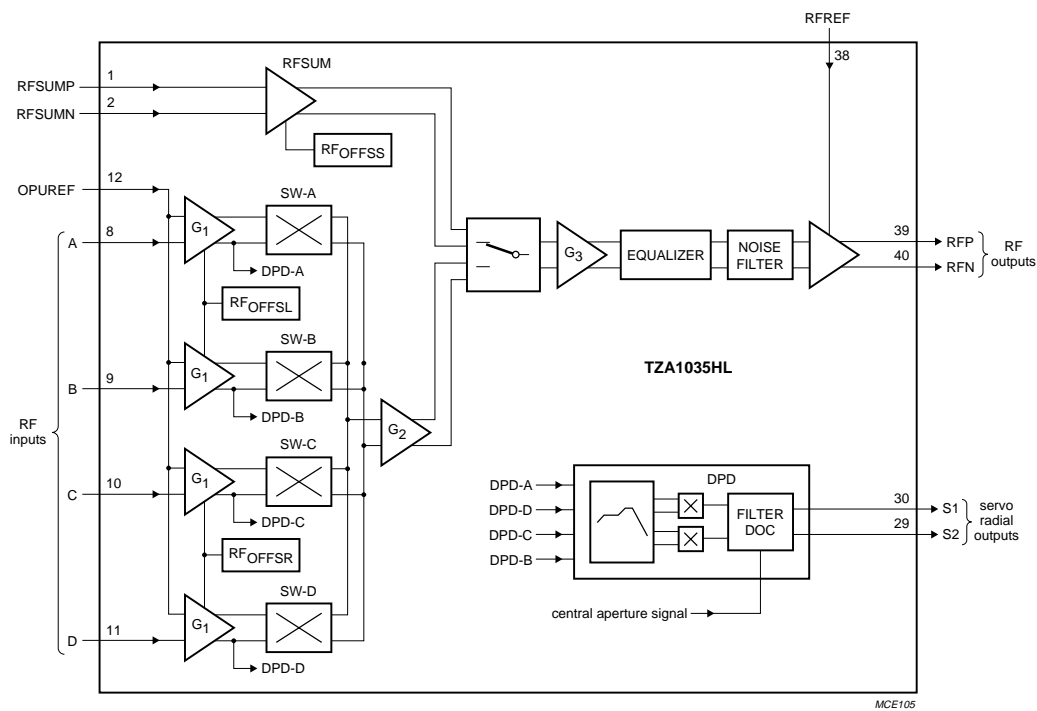 RFREF
38
RFSUMP
1
RFSUM
RFSUMN
2
RFOFFSS
OPUREF
12
SW-A
A
8
G1
DPD-A
RFOFFSL
SW-B
B
9
G1
DPD-B
RF
inputs
G2
SW-C
C
10
G1
DPD-C
RFOFFSR
SW-D
D
11
G1
DPD-D
G3
EQUALIZER
NOISE
FILTER
39
RFP
40
RFN
RF
outputs
TZA1035HL
DPD-A
DPD-D
DPD-C
DPD-B
DPD
FILTER
DOC
30
S1
29
S2
servo
radial
outputs
central aperture signal
MCE105